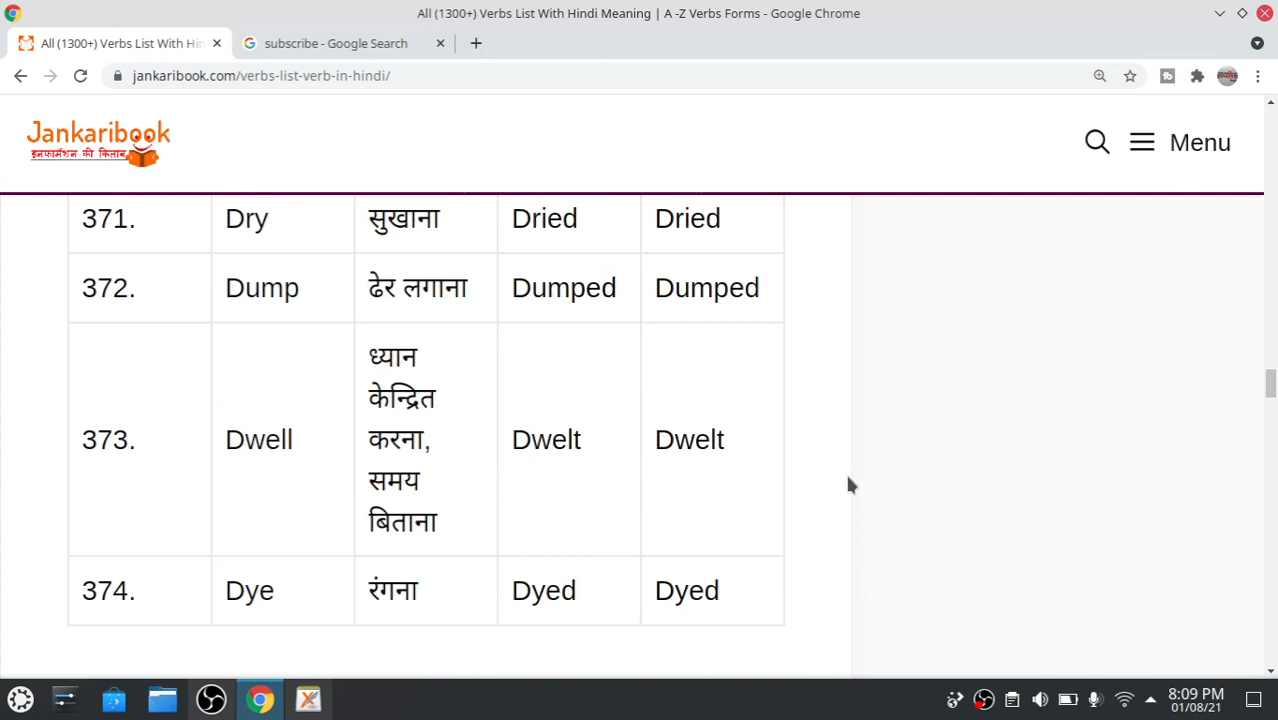 All (1300+) Verbs List With Hindi Meaning | A -Z Verbs Forms - Google Chrome
All (1300+) Verbs List With Hin
subscribe - Google Search
jankaribook.com/verbs-list-verb-in-hindi/
Jankaribook
इनफार्मेशन की किताब
Menu
371. Dry सुखाना Dried Dried
372. Dump ढेर लगाना Dumped Dumped
ध्यान
केन्द्रित
373. Dwell करना, Dwelt Dwelt
समय
बिताना
374. Dye रंगना Dyed Dyed
8:09 PM
01/08/21